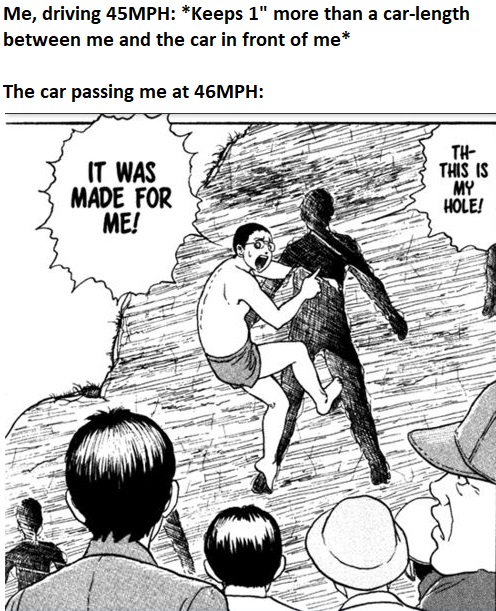 Me, driving 45MPH: *Keeps 1" more than a car-length
between me and the car in front of me*
The car passing me at 46MPH:
TH-
THIS IS
MY
HOLE!
IT WAS
MADE FOR
ME!